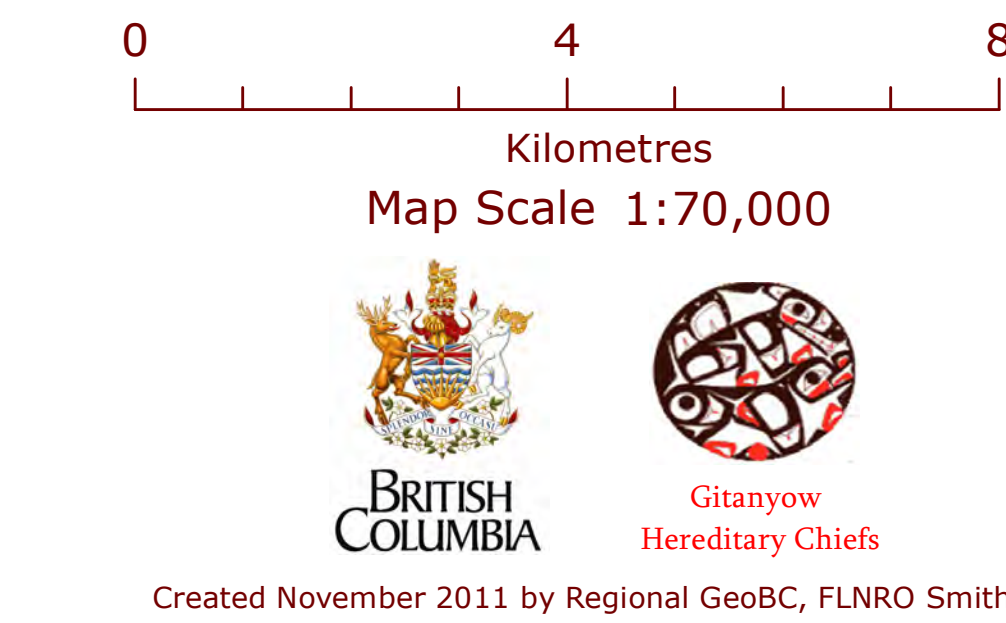 0 4 8
Kilometres
Map Scale 1:70,000
SPLENDOR SINE OCCASU
BRITISH
COLUMBIA
Gitanyow
Hereditary Chiefs
Created November 2011 by Regional GeoBC, FLNRO Smith